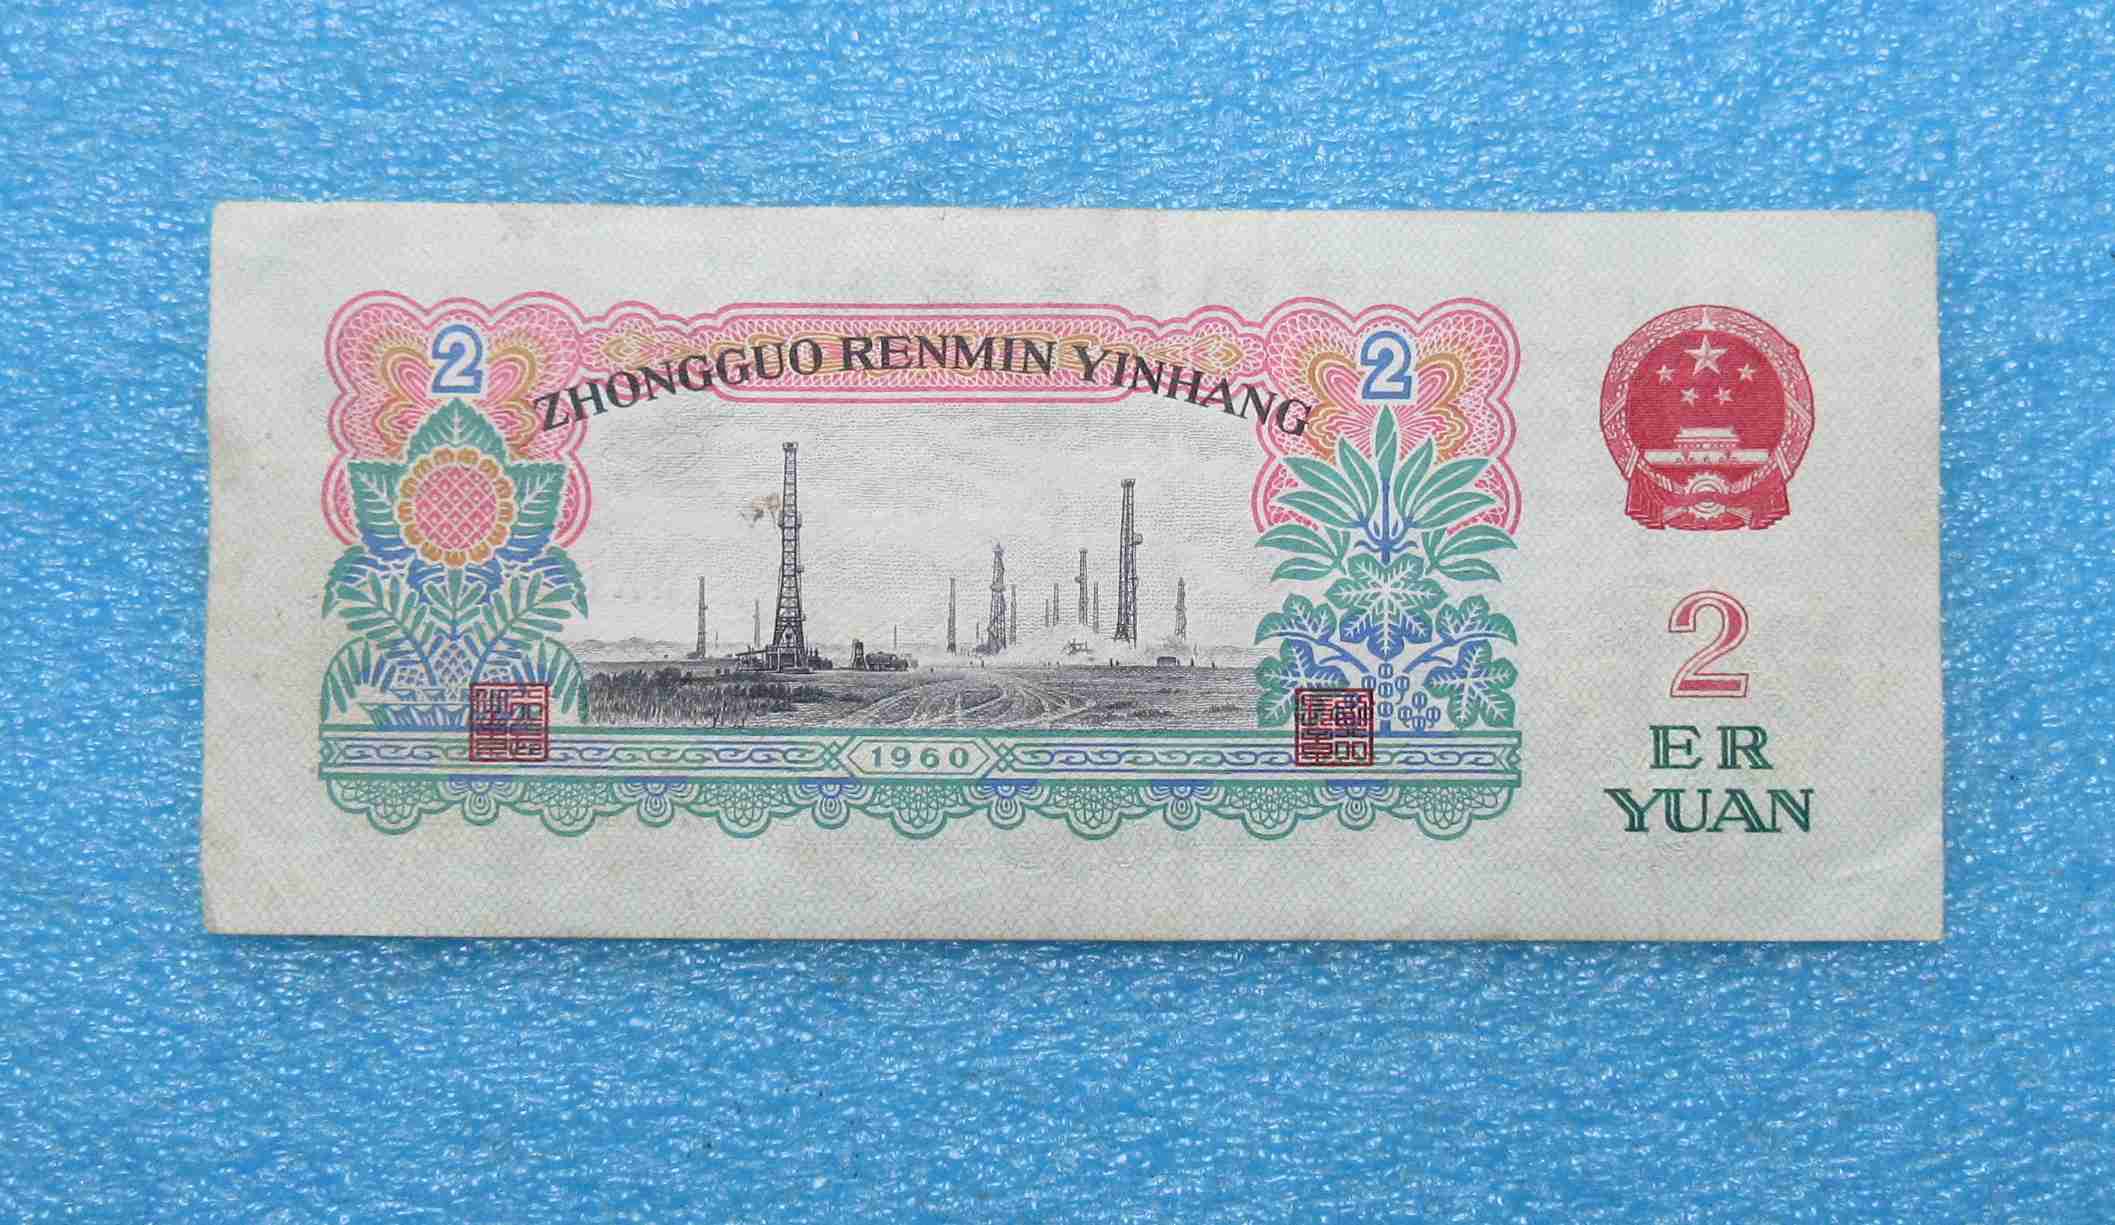 2
2
ZHONGGUO RENMIN YINHANG
2
ER
YUAN
1960